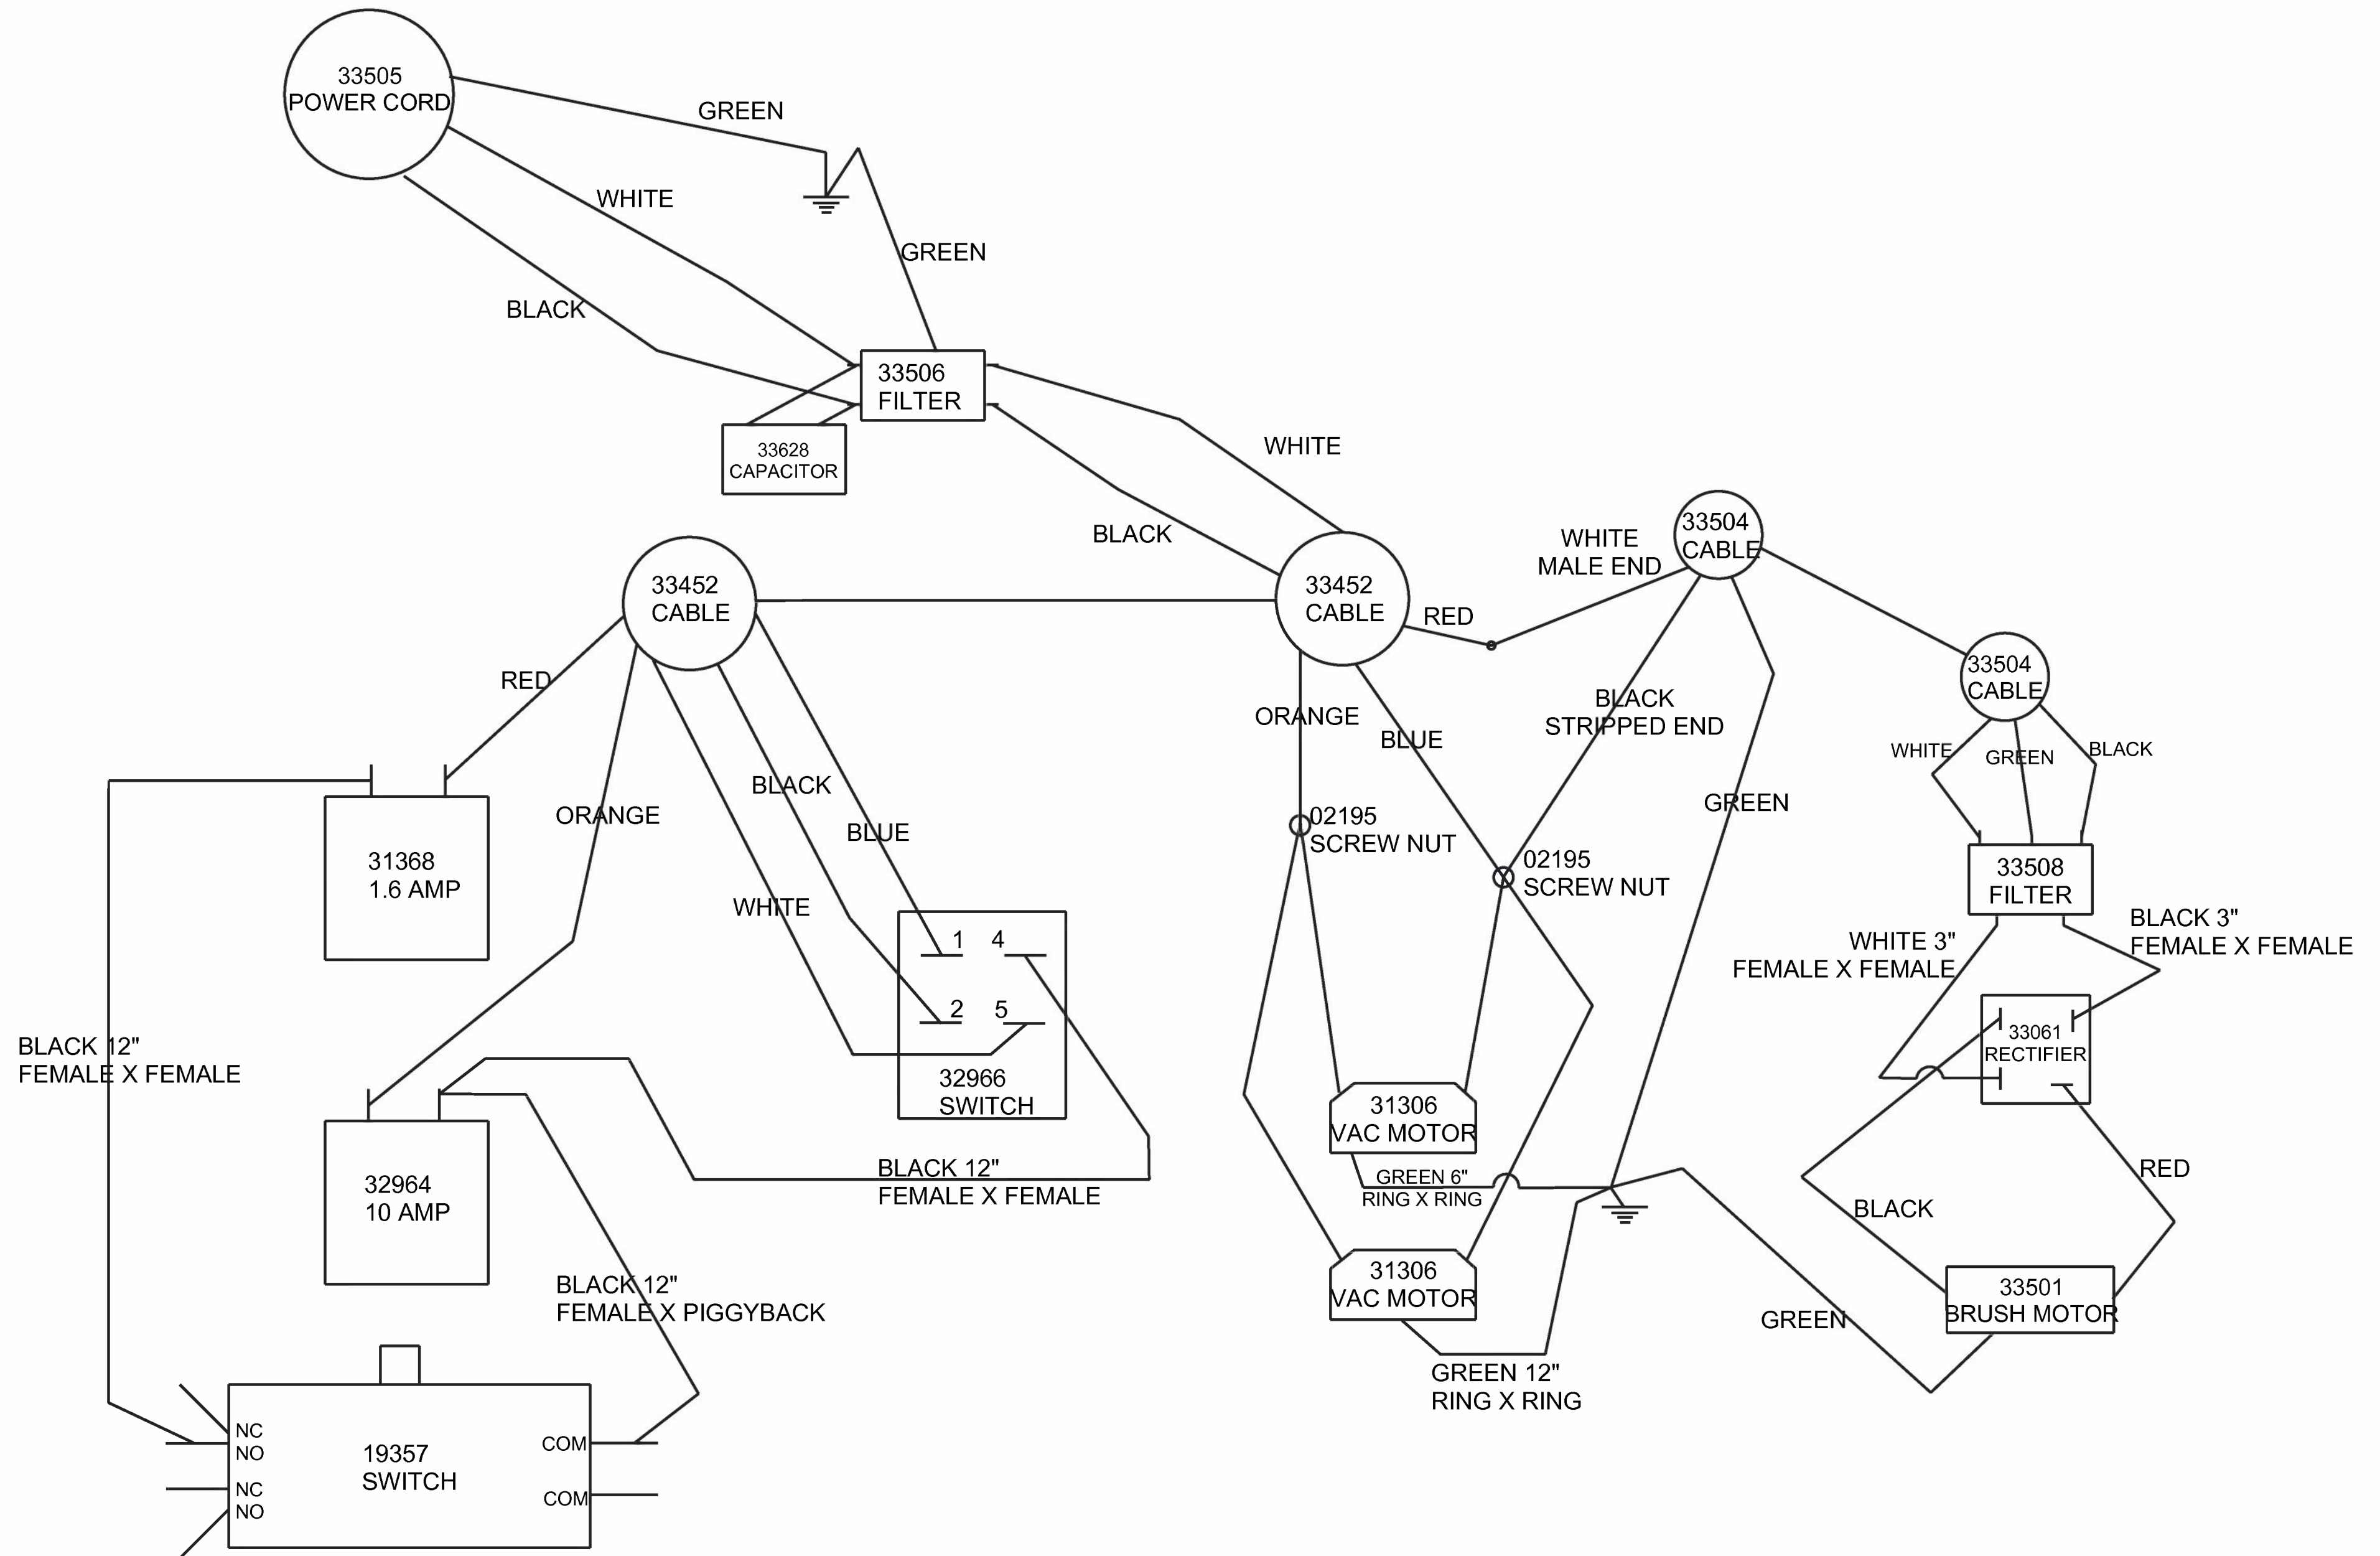 33505
POWER CORD
GREEN
WHITE
GREEN
BLACK
33506
FILTER
33628
CAPACITOR
WHITE
BLACK
33504
CABLE
WHITE
MALE END
33452
CABLE
33452
CABLE
RED
33504
CABLE
RED
BLACK
STRIPPED END
ORANGE
BLUE
WHITE
GREEN
BLACK
BLACK
ORANGE
BLUE
GREEN
02195
SCREW NUT
02195
SCREW NUT
31368
1.6 AMP
33508
FILTER
WHITE
BLACK 3"
FEMALE X FEMALE
WHITE 3"
FEMALE X FEMALE
1 4
2 5
32966
SWITCH
33061
RECTIFIER
BLACK 12"
FEMALE X FEMALE
31306
VAC MOTOR
32964
10 AMP
BLACK 12"
FEMALE X FEMALE
GREEN 6"
RING X RING
RED
BLACK
31306
VAC MOTOR
BLACK 12"
FEMALE X PIGGYBACK
33501
BRUSH MOTOR
GREEN
GREEN 12"
RING X RING
NC
NO
COM
19357
SWITCH
NC
NO
COM